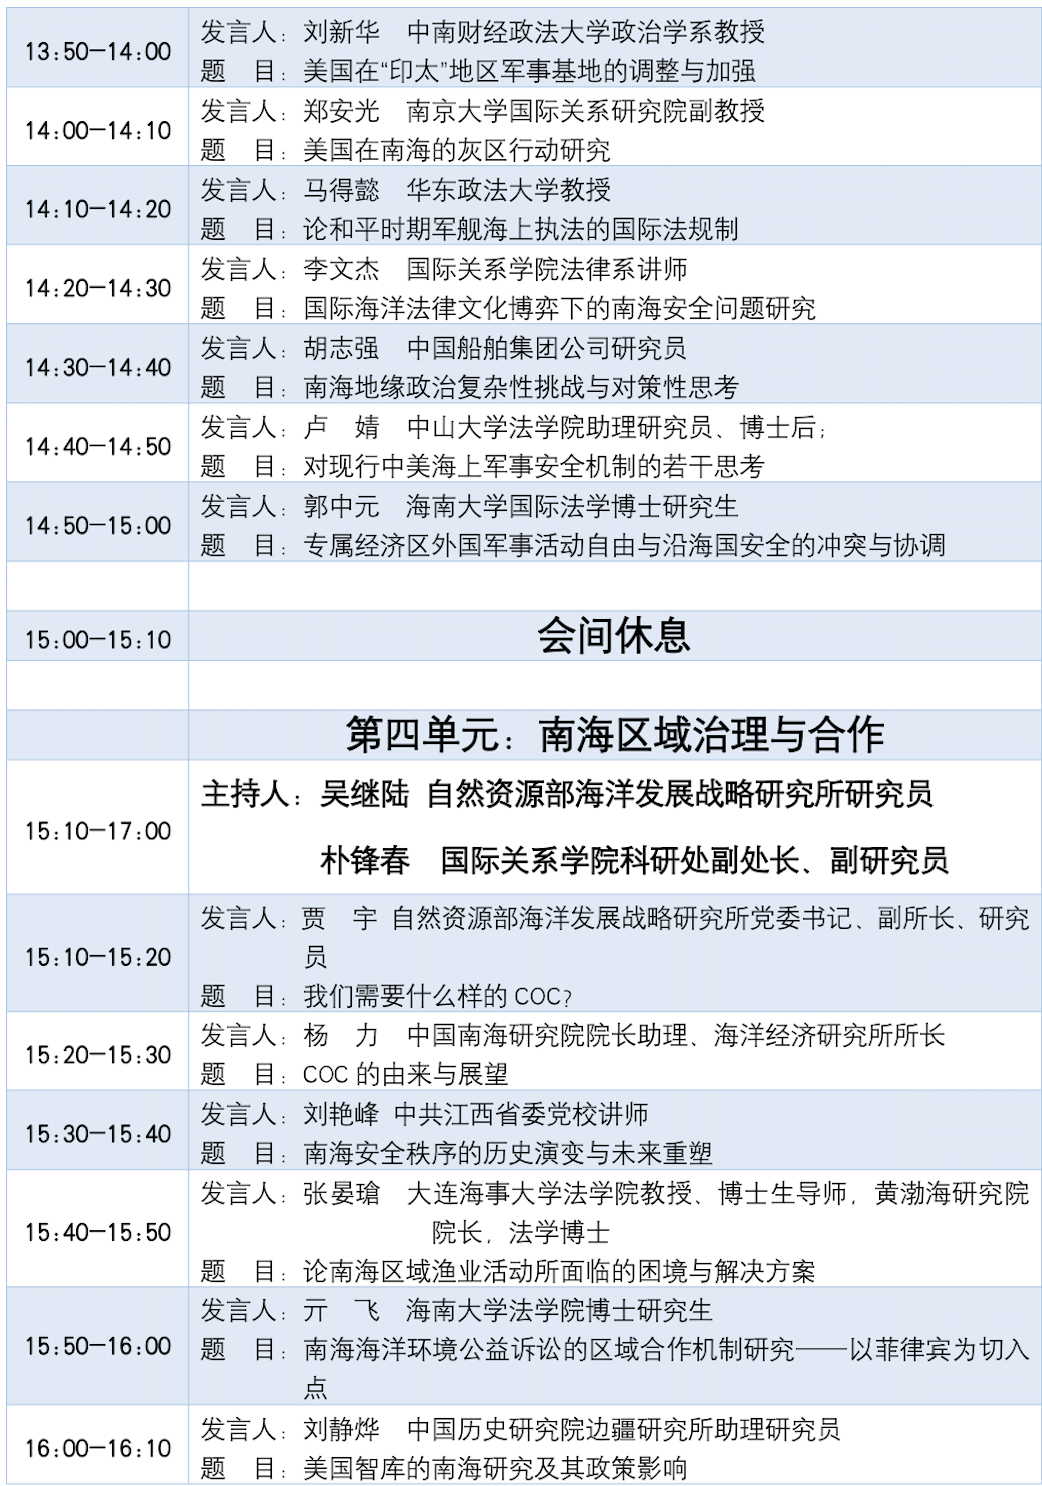 13:50—14:00
发言人：刘新华　中南财经政法大学政治学系教授
题　目：美国在“印太”地区军事基地的调整与加强
14:00—14:10
发言人：郑安光　南京大学国际关系研究院副教授
题　目：美国在南海的灰区行动研究
14:10—14:20
发言人：马得懿　华东政法大学教授
题　目：论和平时期军舰海上执法的国际法规制
14:20—14:30
发言人：李文杰　国际关系学院法律系讲师
题　目：国际海洋法律文化博弈下的南海安全问题研究
14:30—14:40
发言人：胡志强　中国船舶集团公司研究员
题　目：南海地缘政治复杂性挑战与对策性思考
14:40—14:50
发言人：卢　婧　中山大学法学院助理研究员、博士后；
题　目：对现行中美海上军事安全机制的若干思考
14:50—15:00
发言人：郭中元　海南大学国际法学博士研究生
题　目：专属经济区外国军事活动自由与沿海国安全的冲突与协调
15:00—15:10
会间休息
第四单元：南海区域治理与合作
15:10—17:00
主持人：吴继陆 自然资源部海洋发展战略研究所研究员
朴锋春　国际关系学院科研处副处长、副研究员
15:10—15:20
发言人：贾　宇 自然资源部海洋发展战略研究所党委书记、副所长、研究
员
题　目：我们需要什么样的 COC？
15:20—15:30
发言人：杨　力　中国南海研究院院长助理、海洋经济研究所所长
题　目：COC 的由来与展望
15:30—15:40
发言人：刘艳峰 中共江西省委党校讲师
题　目：南海安全秩序的历史演变与未来重塑
15:40—15:50
发言人：张晏瑲　大连海事大学法学院教授、博士生导师，黄渤海研究院
院长，法学博士
题　目：论南海区域渔业活动所面临的困境与解决方案
15:50—16:00
发言人：亓　飞　海南大学法学院博士研究生
题　目：南海海洋环境公益诉讼的区域合作机制研究——以菲律宾为切入
点
16:00—16:10
发言人：刘静烨　中国历史研究院边疆研究所助理研究员
题　目：美国智库的南海研究及其政策影响